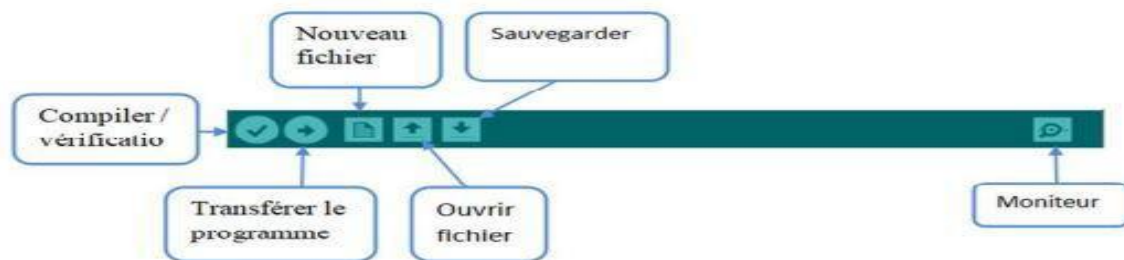 Nouveau
fichier
Sauvegarder
Compiler /
vérificatio
Transférer le
programme
Ouvrir
fichier
Moniteur